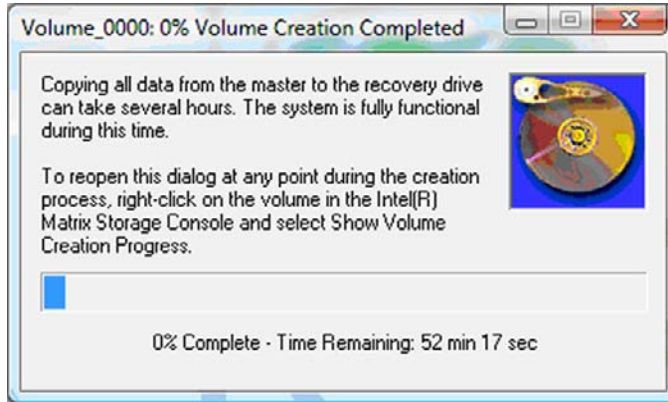 Volume_0000: 0% Volume Creation Completed
Copying all data from the master to the recovery drive
can take several hours. The system is fully functional
during this time.
To reopen this dialog at any point during the creation
process, right-click on the volume in the Intel(R)
Matrix Storage Console and select Show Volume
Creation Progress.
0% Complete - Time Remaining: 52 min 17 sec